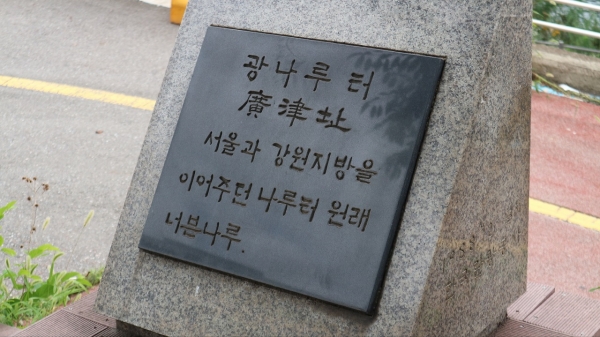 광나루 터
廣津址
서울과 강원지방을
이어주던 나루터 원래
너븐나루.